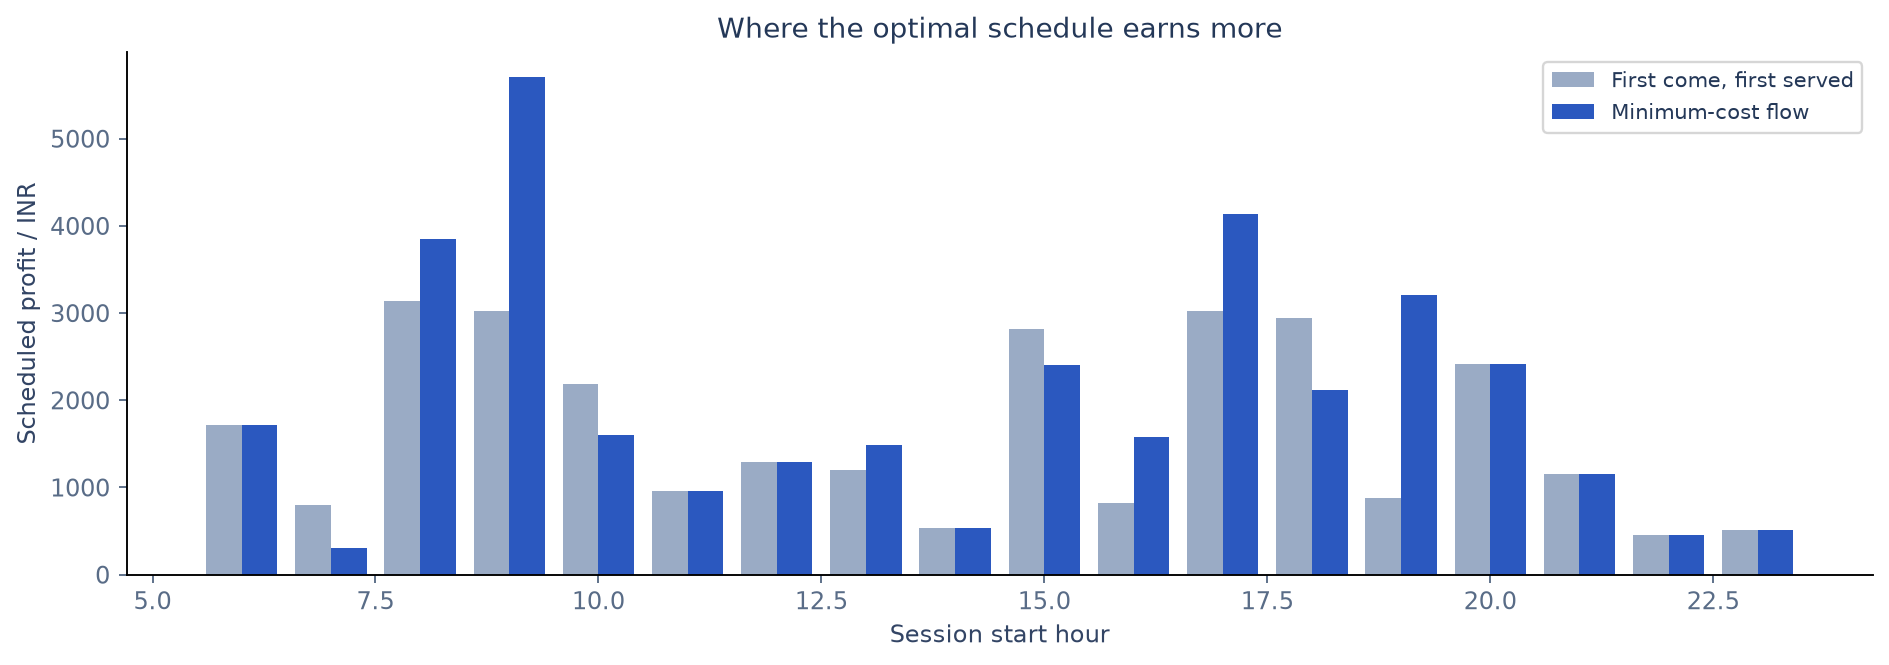 Where the optimal schedule earns more
First come, first served
Minimum-cost flow
Scheduled profit / INR
5000
4000
3000
2000
1000
0
5.0 7.5 10.0 12.5 15.0 17.5 20.0 22.5
Session start hour